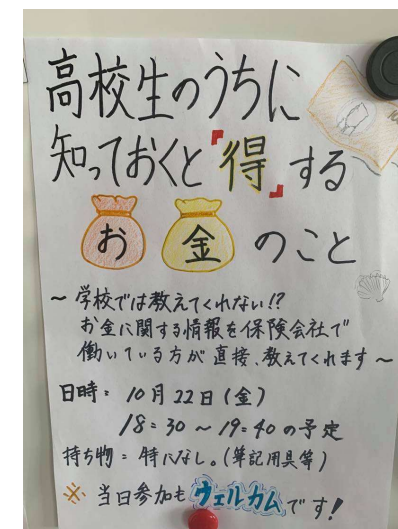 高校生のうちに
知っておくと「得」する
お金のこと
～学校では教えてくれない!?
お金に関する情報を保険会社で
働いている方が直接、教えてくれます～
日時：10月22日(金)
18：30～19：40の予定
持ち物：特になし。(筆記用具等)
※当日参加もウェルカムです!